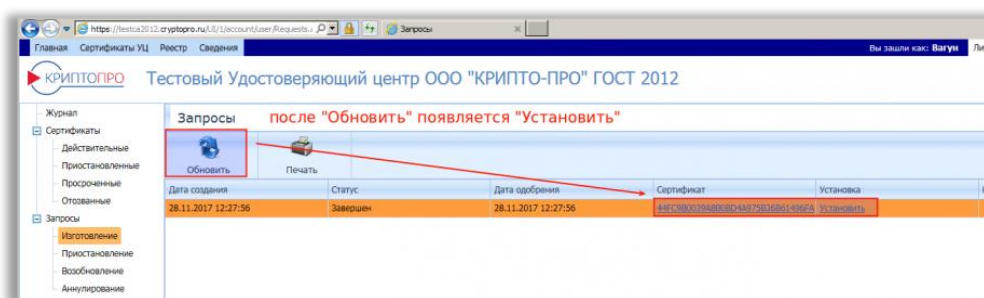 https://testca2012.cryptopro.ru/UI/1/account/user/Requests.a
Запросы
Главная Сертификаты УЦ Реестр Сведения
Вы зашли как: Вагун
Ли
КРИПТОПРО
Тестовый Удостоверяющий центр ООО "КРИПТО-ПРО" ГОСТ 2012
Журнал
Сертификаты
Действительные
Приостановленные
Просроченные
Отозванные
Запросы
Изготовление
Приостановление
Возобновление
Аннулирование
Запросы
после "Обновить" появляется "Установить"
Обновить
Печать
Дата создания Статус Дата одобрения Сертификат Установка
28.11.2017 12:27:56 Завершен 28.11.2017 12:27:56 Установить